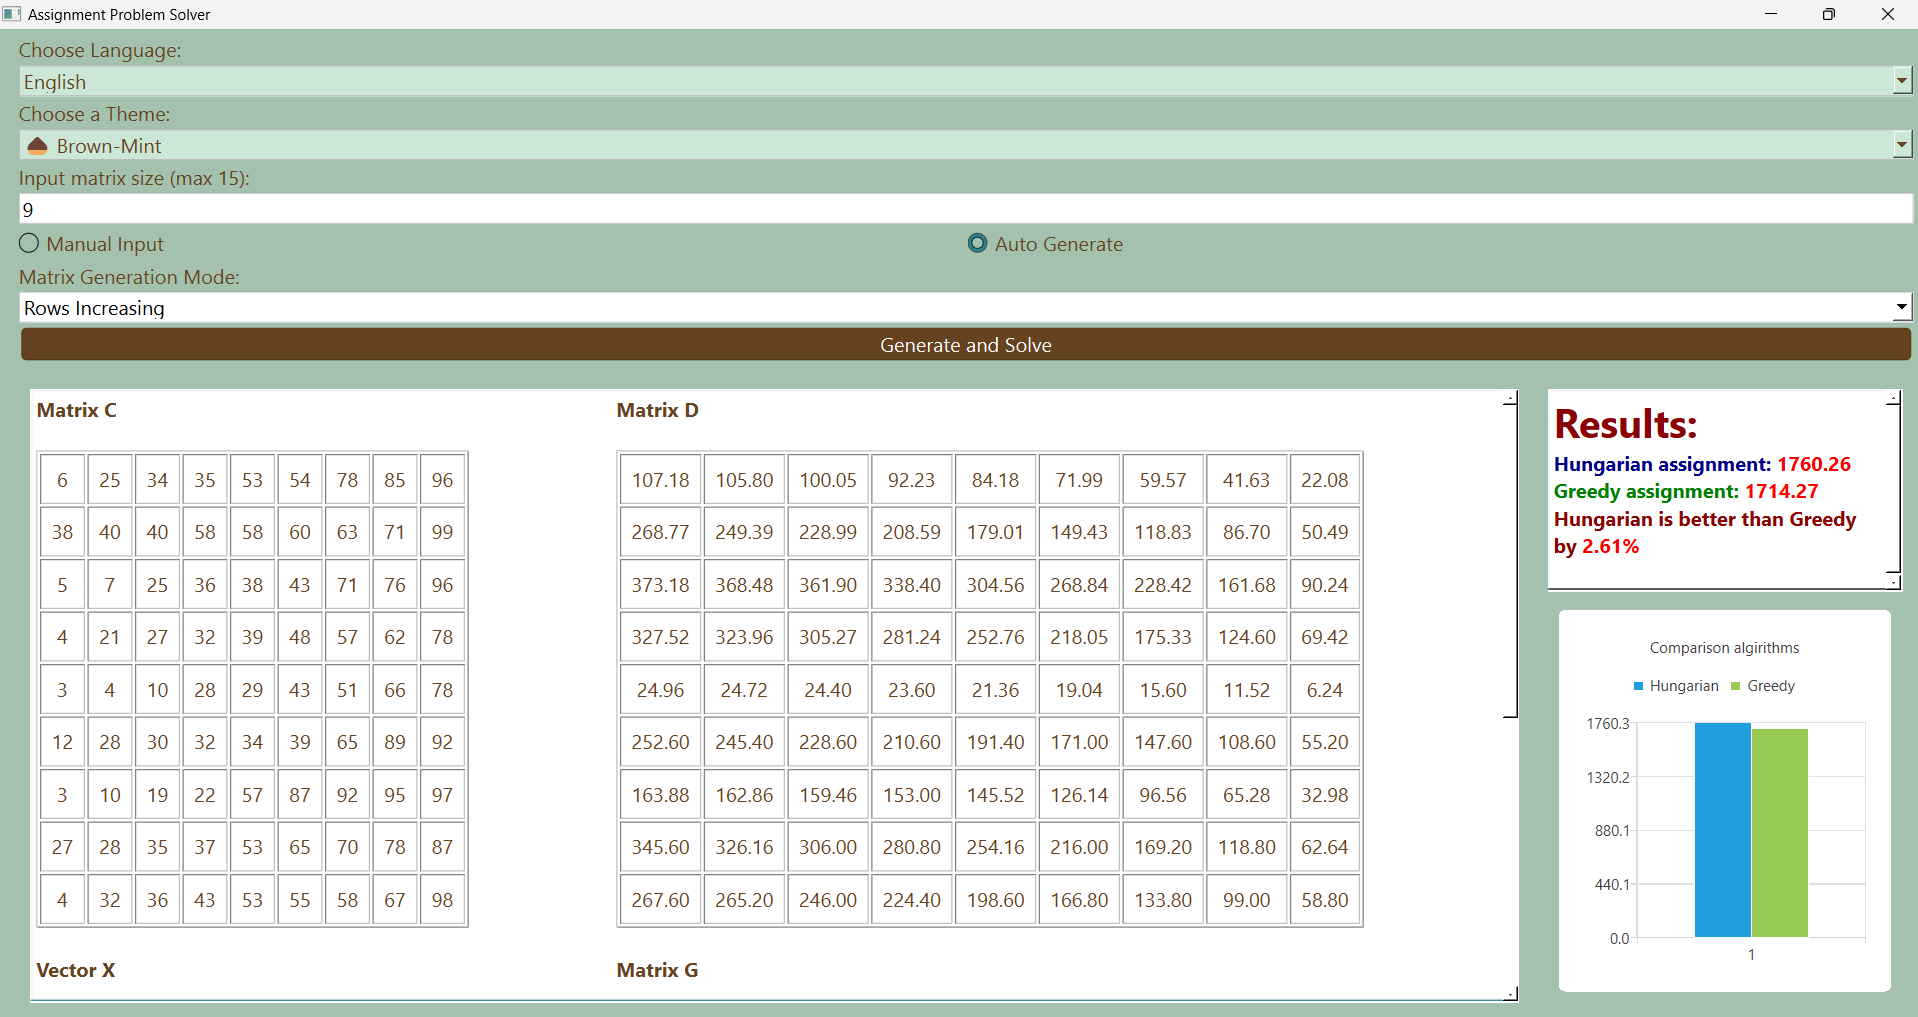 Assignment Problem Solver
Choose Language:
English
Choose a Theme:
Brown-Mint
Input matrix size (max 15):
9
Manual Input Auto Generate
Matrix Generation Mode:
Rows Increasing
Generate and Solve
Matrix C
6 25 34 35 53 54 78 85 96
38 40 40 58 58 60 63 71 99
5 7 25 36 38 43 71 76 96
4 21 27 32 39 48 57 62 78
3 4 10 28 29 43 51 66 78
12 28 30 32 34 39 65 89 92
3 10 19 22 57 87 92 95 97
27 28 35 37 53 65 70 78 87
4 32 36 43 53 55 58 67 98
Matrix D
107.18 105.80 100.05 92.23 84.18 71.99 59.57 41.63 22.08
268.77 249.39 228.99 208.59 179.01 149.43 118.83 86.70 50.49
373.18 368.48 361.90 338.40 304.56 268.84 228.42 161.68 90.24
327.52 323.96 305.27 281.24 252.76 218.05 175.33 124.60 69.42
24.96 24.72 24.40 23.60 21.36 19.04 15.60 11.52 6.24
252.60 245.40 228.60 210.60 191.40 171.00 147.60 108.60 55.20
163.88 162.86 159.46 153.00 145.52 126.14 96.56 65.28 32.98
345.60 326.16 306.00 280.80 254.16 216.00 169.20 118.80 62.64
267.60 265.20 246.00 224.40 198.60 166.80 133.80 99.00 58.80
Vector X
Matrix G
Results:
Hungarian assignment: 1760.26
Greedy assignment: 1714.27
Hungarian is better than Greedy
by 2.61%
Comparison algirithms
Hungarian Greedy
1760.3
1320.2
880.1
440.1
0.0
1